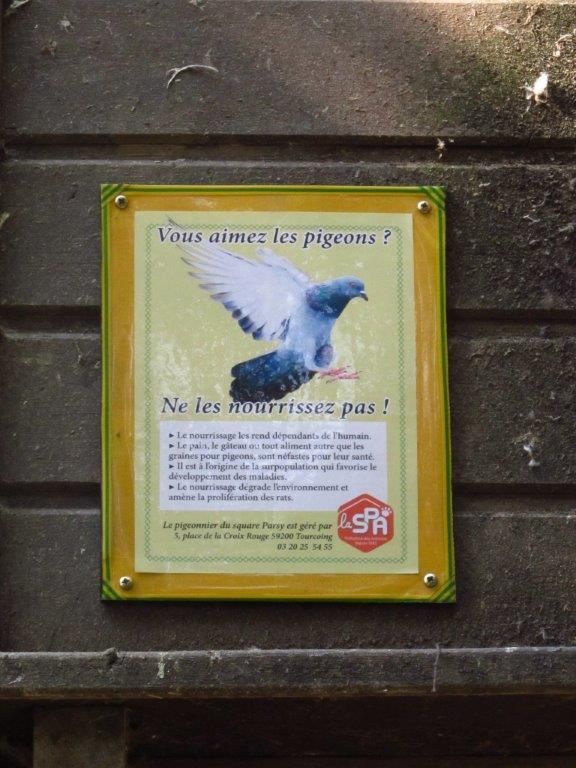 Vous aimez les pigeons ?
Ne les nourrissez pas !
▸ Le nourrissage les rend dépendants de l'humain.
▸ Le pain, le gâteau ou tout aliment autre que les
graines pour pigeons, sont néfastes pour leur santé.
▸ Il est à l'origine de la surpopulation qui favorise le
développement des maladies.
▸ Le nourrissage dégrade l'environnement et
amène la prolifération des rats.
Le pigeonnier du square Parsy est géré par
5, place de la Croix Rouge 59200 Tourcoing
03 20 25 54 55
la SPA